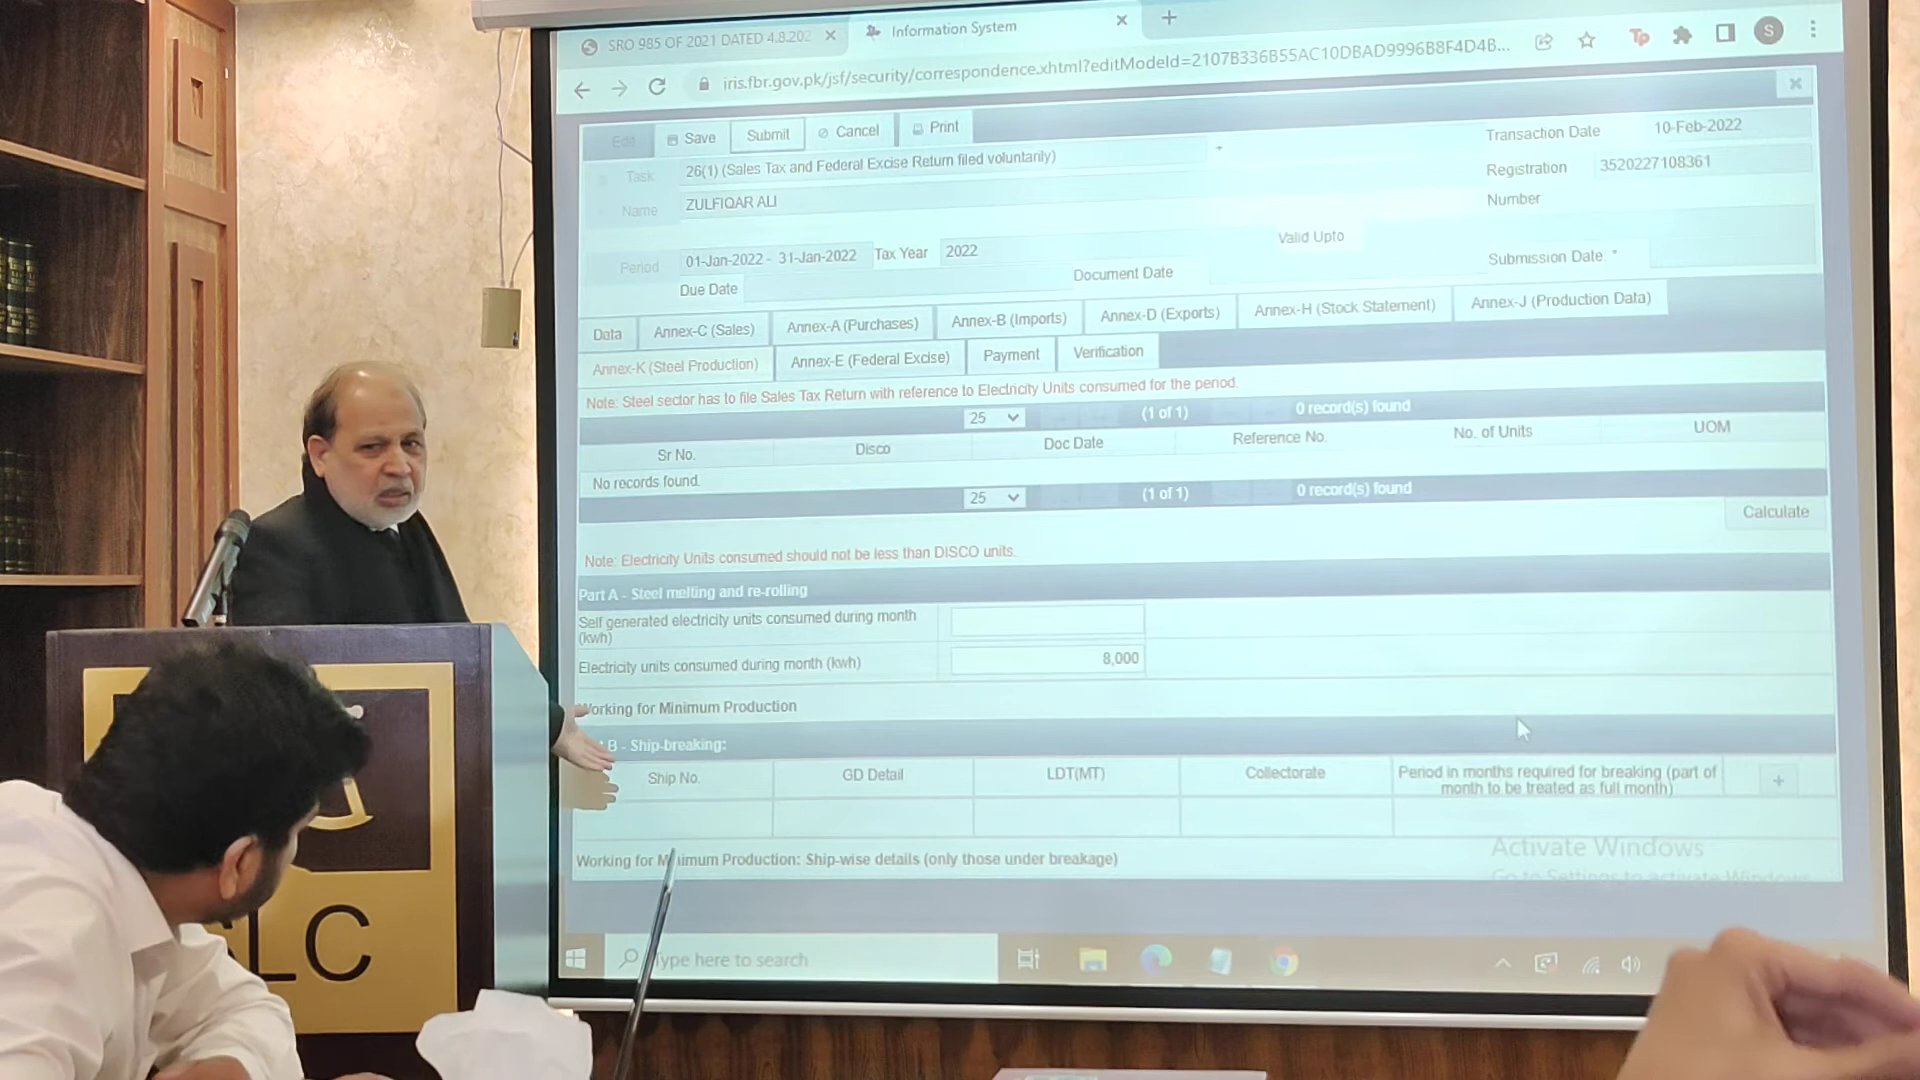 SRO 985 OF 2021 DATED 4.8.202
Information System
iris.fbr.gov.pk/jsf/security/correspondence.xhtml?editModeId=2107B336B55AC10DBAD9996B8F4D4B...
S
Edit Save Submit Cancel Print
Transaction Date 10-Feb-2022
Task 26(1) (Sales Tax and Federal Excise Return filed voluntarily)
Registration 3520227108361
Number
Name ZULFIQAR ALI
Valid Upto
Period 01-Jan-2022 - 31-Jan-2022 Tax Year 2022
Submission Date *
Due Date Document Date
Data Annex-C (Sales) Annex-A (Purchases) Annex-B (Imports) Annex-D (Exports) Annex-H (Stock Statement) Annex-J (Production Data)
Annex-K (Steel Production) Annex-E (Federal Excise) Payment Verification
Note: Steel sector has to file Sales Tax Return with reference to Electricity Units consumed for the period.
25 (1 of 1) 0 record(s) found
Sr No. Disco Doc Date Reference No. No. of Units UOM
No records found.
25 (1 of 1) 0 record(s) found
Calculate
Note: Electricity Units consumed should not be less than DISCO units.
Part A - Steel melting and re-rolling
Self generated electricity units consumed during month
(kwh)
Electricity units consumed during month (kwh) 8,000
Working for Minimum Production
B - Ship-breaking:
Ship No. GD Detail LDT(MT) Collectorate Period in months required for breaking (part of
month to be treated as full month) +
Working for Minimum Production: Ship-wise details (only those under breakage)
Activate Windows
Go to Settings to activate Windows.
Type here to search
LC